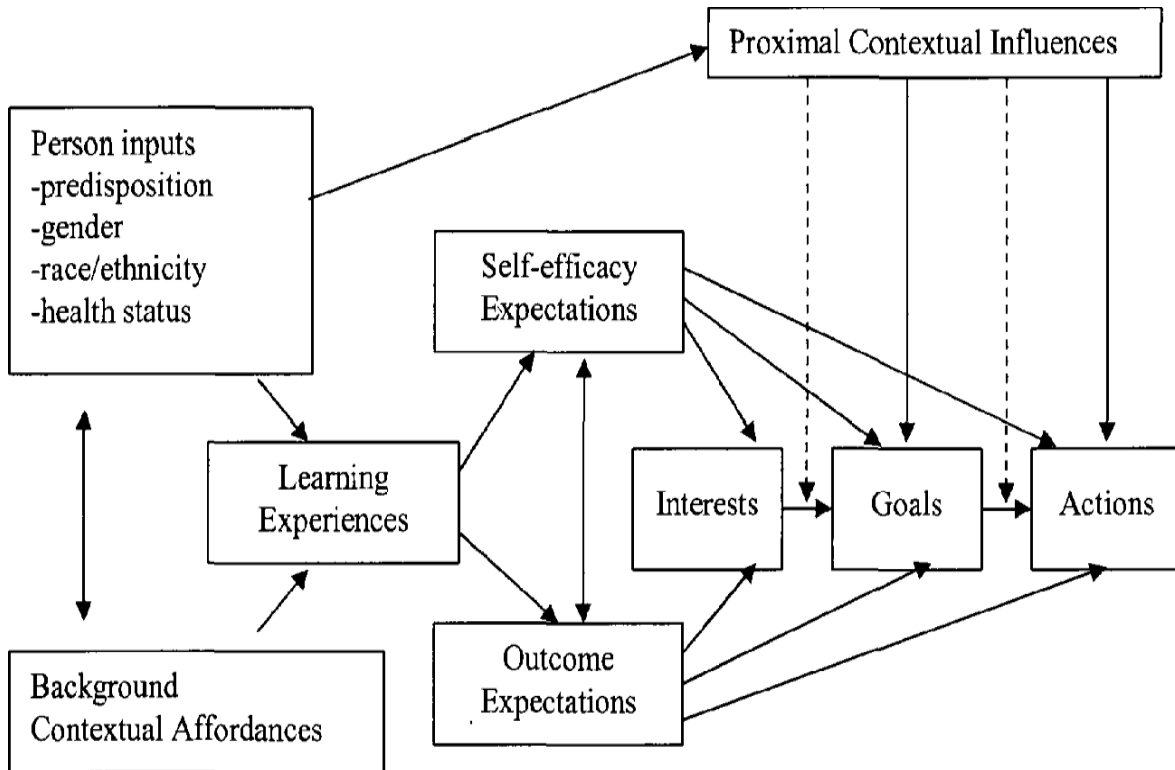 Proximal Contextual Influences
Person inputs
-predisposition
-gender
-race/ethnicity
-health status
Self-efficacy
Expectations
Learning
Experiences
Interests
Goals
Actions
Outcome
Expectations
Background
Contextual Affordances